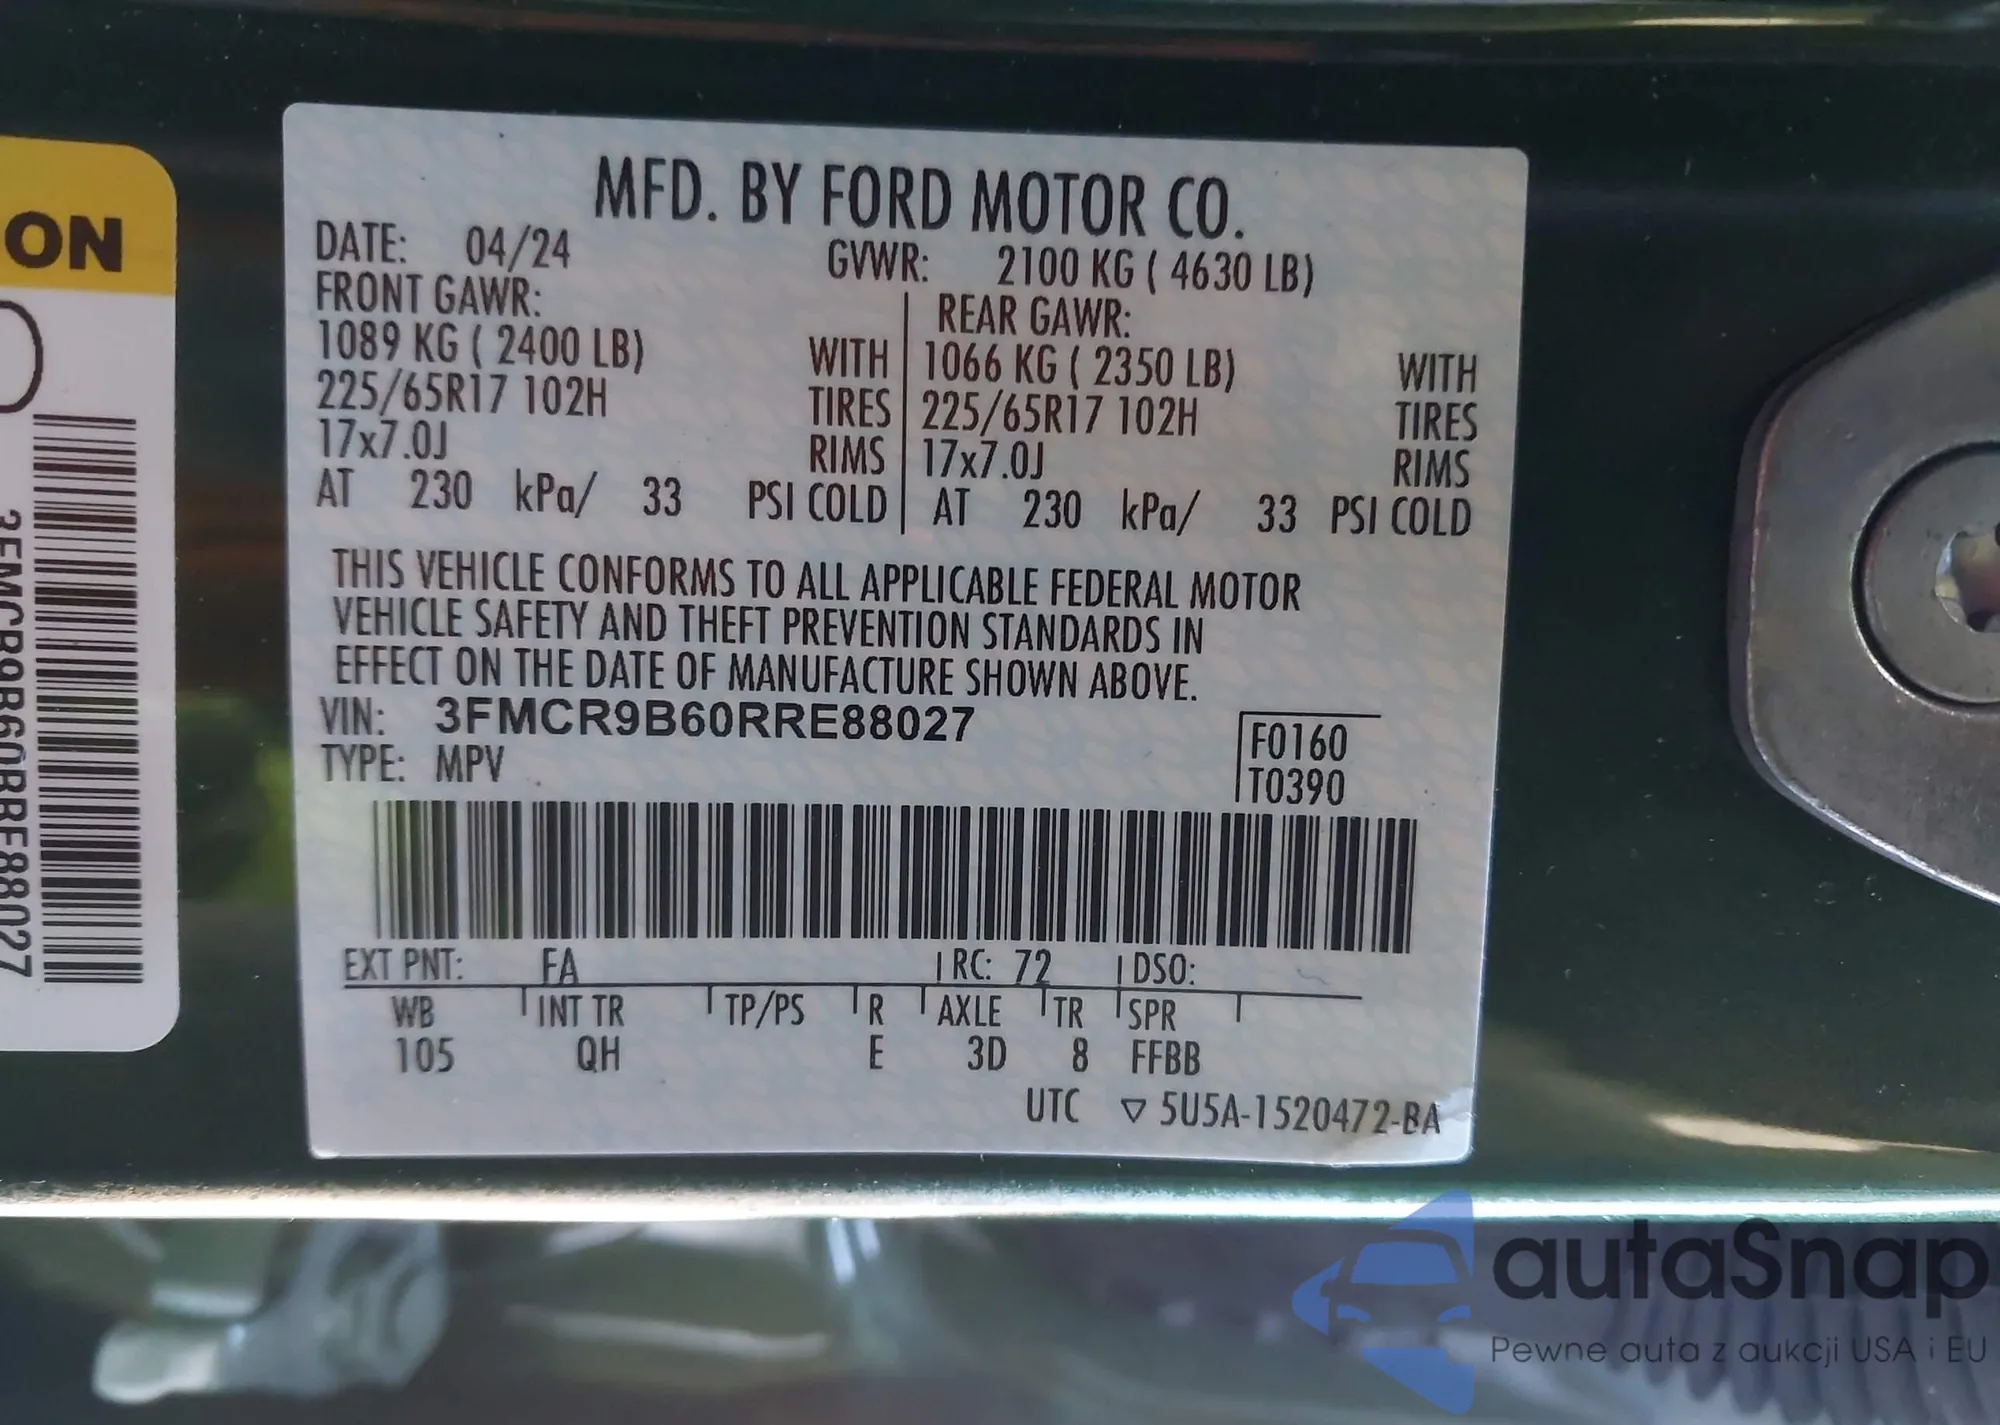 ON
3FMCR9B60RRE88027
MFD. BY FORD MOTOR CO.
DATE: 04/24 GVWR: 2100 KG ( 4630 LB)
FRONT GAWR: REAR GAWR:
1089 KG ( 2400 LB) WITH 1066 KG ( 2350 LB) WITH
225/65R17 102H TIRES 225/65R17 102H TIRES
17x7.0J RIMS 17x7.0J RIMS
AT 230 kPa/ 33 PSI COLD AT 230 kPa/ 33 PSI COLD
THIS VEHICLE CONFORMS TO ALL APPLICABLE FEDERAL MOTOR
VEHICLE SAFETY AND THEFT PREVENTION STANDARDS IN
EFFECT ON THE DATE OF MANUFACTURE SHOWN ABOVE.
VIN: 3FMCR9B60RRE88027
TYPE: MPV
F0160
T0390
EXT PNT: FA RC: 72 DSO:
WB INT TR TP/PS R AXLE TR SPR
105 QH E 3D 8 FFBB
UTC ▽ 5U5A-1520472-BA
autaSnap
Pewne auta z aukcji USA i EU